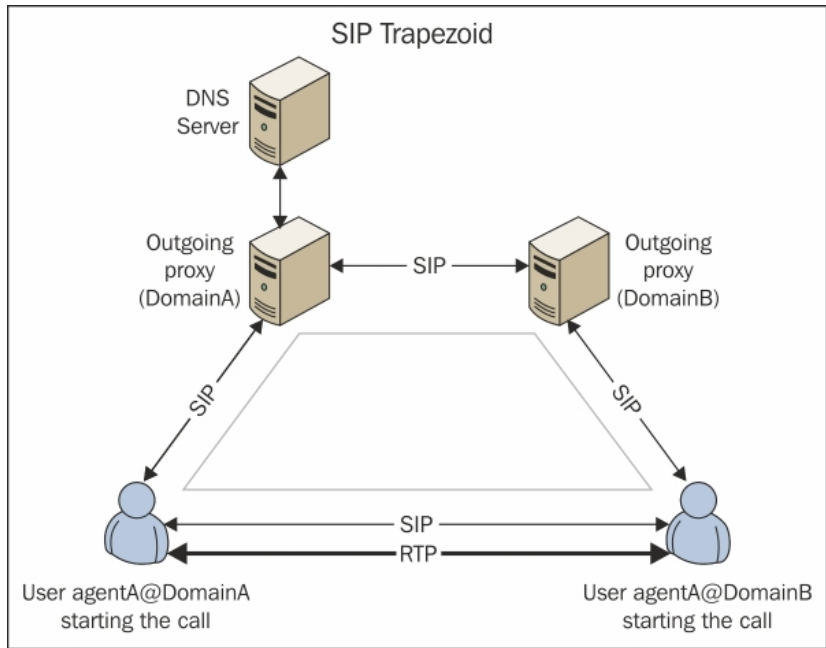 SIP Trapezoid
DNS
Server
Outgoing
proxy
(DomainA)
SIP
Outgoing
proxy
(DomainB)
SIP
SIP
SIP
RTP
User agentA@DomainA
starting the call
User agentA@DomainB
starting the call